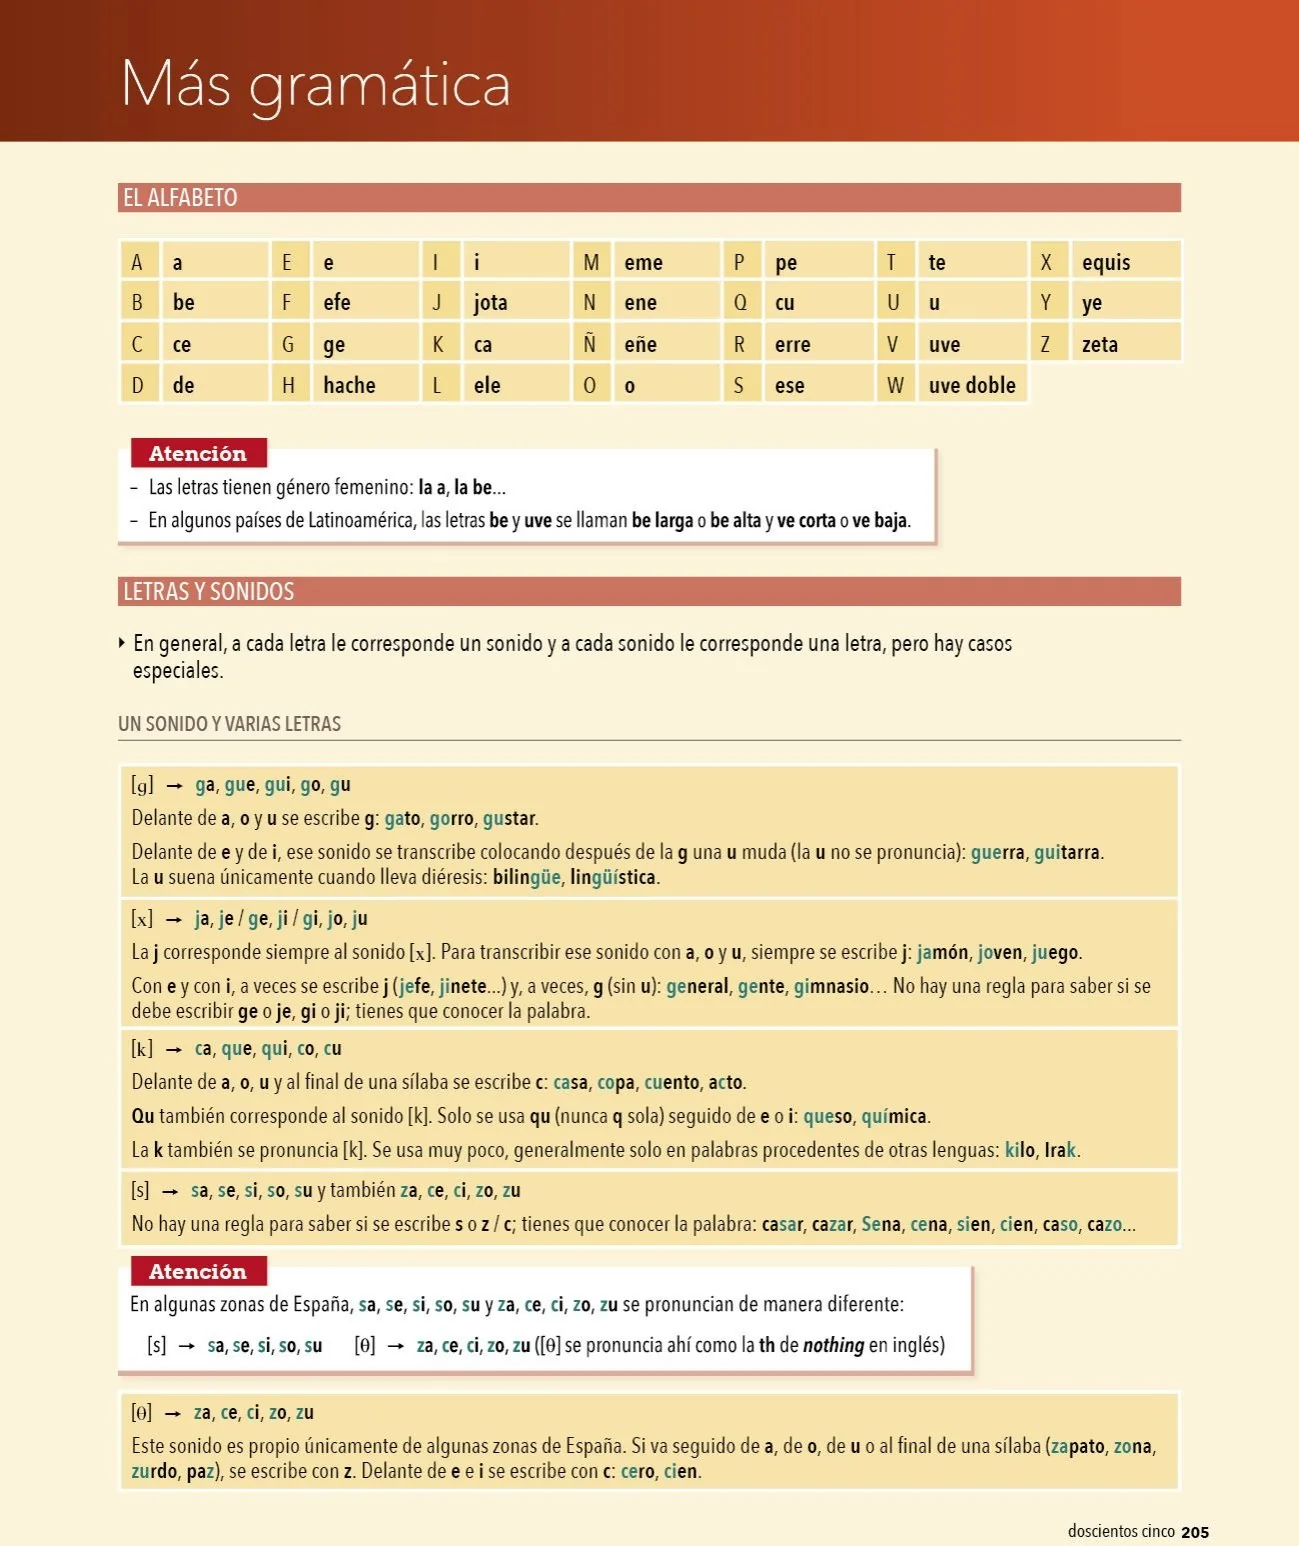 Más gramática
EL ALFABETO
A a E e I i M eme P pe T te X equis
B be F efe J jota N ene Q cu U u Y ye
C ce G ge K ca Ñ eñe R erre V uve Z zeta
D de H hache L ele O o S ese W uve doble
Atención
– Las letras tienen género femenino: la a, la be...
– En algunos países de Latinoamérica, las letras be y uve se llaman be larga o be alta y ve corta o ve baja.
LETRAS Y SONIDOS
‣ En general, a cada letra le corresponde un sonido y a cada sonido le corresponde una letra, pero hay casos
especiales.
UN SONIDO Y VARIAS LETRAS
[g] → ga, gue, gui, go, gu
Delante de a, o y u se escribe g: gato, gorro, gustar.
Delante de e y de i, ese sonido se transcribe colocando después de la g una u muda (la u no se pronuncia): guerra, guitarra.
La u suena únicamente cuando lleva diéresis: bilingüe, lingüística.
[x] → ja, je / ge, ji / gi, jo, ju
La j corresponde siempre al sonido [x]. Para transcribir ese sonido con a, o y u, siempre se escribe j: jamón, joven, juego.
Con e y con i, a veces se escribe j (jefe, jinete...) y, a veces, g (sin u): general, gente, gimnasio… No hay una regla para saber si se
debe escribir ge o je, gi o ji; tienes que conocer la palabra.
[k] → ca, que, qui, co, cu
Delante de a, o, u y al final de una sílaba se escribe c: casa, copa, cuento, acto.
Qu también corresponde al sonido [k]. Solo se usa qu (nunca q sola) seguido de e o i: queso, química.
La k también se pronuncia [k]. Se usa muy poco, generalmente solo en palabras procedentes de otras lenguas: kilo, Irak.
[s] → sa, se, si, so, su y también za, ce, ci, zo, zu
No hay una regla para saber si se escribe s o z / c; tienes que conocer la palabra: casar, cazar, Sena, cena, sien, cien, caso, cazo...
Atención
En algunas zonas de España, sa, se, si, so, su y za, ce, ci, zo, zu se pronuncian de manera diferente:
[s] → sa, se, si, so, su [θ] → za, ce, ci, zo, zu ([θ] se pronuncia ahí como la th de nothing en inglés)
[θ] → za, ce, ci, zo, zu
Este sonido es propio únicamente de algunas zonas de España. Si va seguido de a, de o, de u o al final de una sílaba (zapato, zona,
zurdo, paz), se escribe con z. Delante de e e i se escribe con c: cero, cien.
doscientos cinco 205